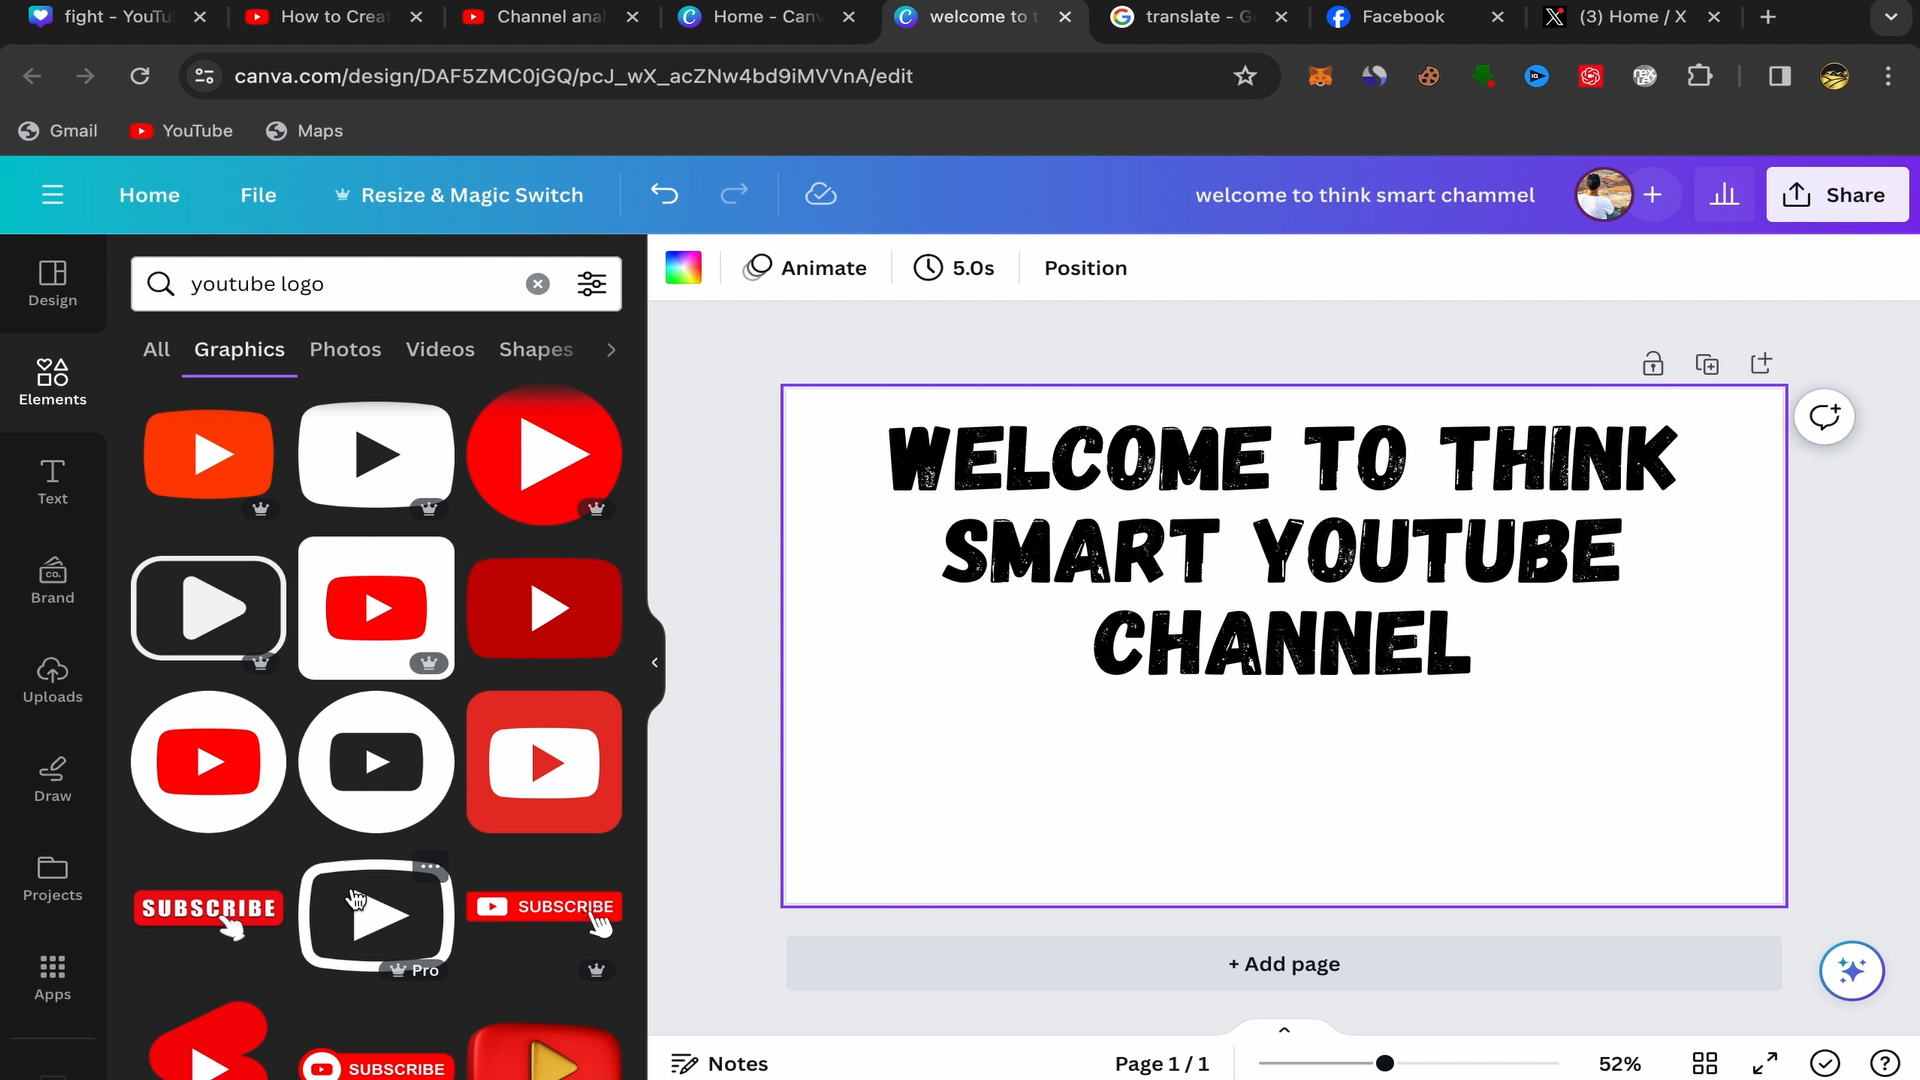 fight - YouTu
How to Crea
Channel anal
Home - Canv
welcome to t
translate - G
Facebook
(3) Home / X
canva.com/design/DAF5ZMC0jGQ/pcJ_wX_acZNw4bd9iMVVnA/edit
Gmail
YouTube
Maps
Home
File
Resize & Magic Switch
welcome to think smart chammel
Share
Design
Elements
Text
Brand
Uploads
Draw
Projects
Apps
youtube logo
All
Graphics
Photos
Videos
Shapes
SUBSCRIBE
Pro
SUBSCRIBE
SUBSCRIBE
Animate
5.0s
Position
WELCOME TO THINK
SMART YOUTUBE
CHANNEL
+ Add page
Notes
Page 1 / 1
52%